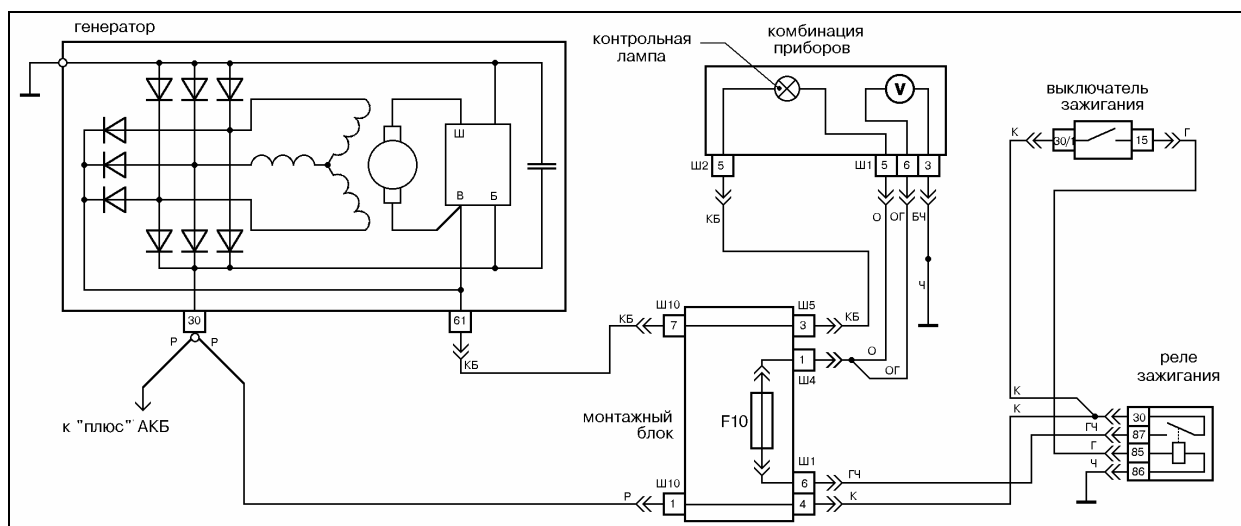 генератор
комбинация
приборов
контрольная
лампа
V
выключатель
зажигания
К
30/1
15
Г
Ш
В
Б
Ш2
5
Ш1
5
6
3
КБ
О
ОГ
БЧ
Ч
30
61
Р
Р
КБ
КБ
Ш10
7
Ш5
3
КБ
1
Ш4
О
ОГ
к "плюс" АКБ
монтажный
блок
F10
реле
зажигания
К
К
30
ГЧ
87
Г
85
Ч
86
Ш1
6
ГЧ
Р
Ш10
1
4
К